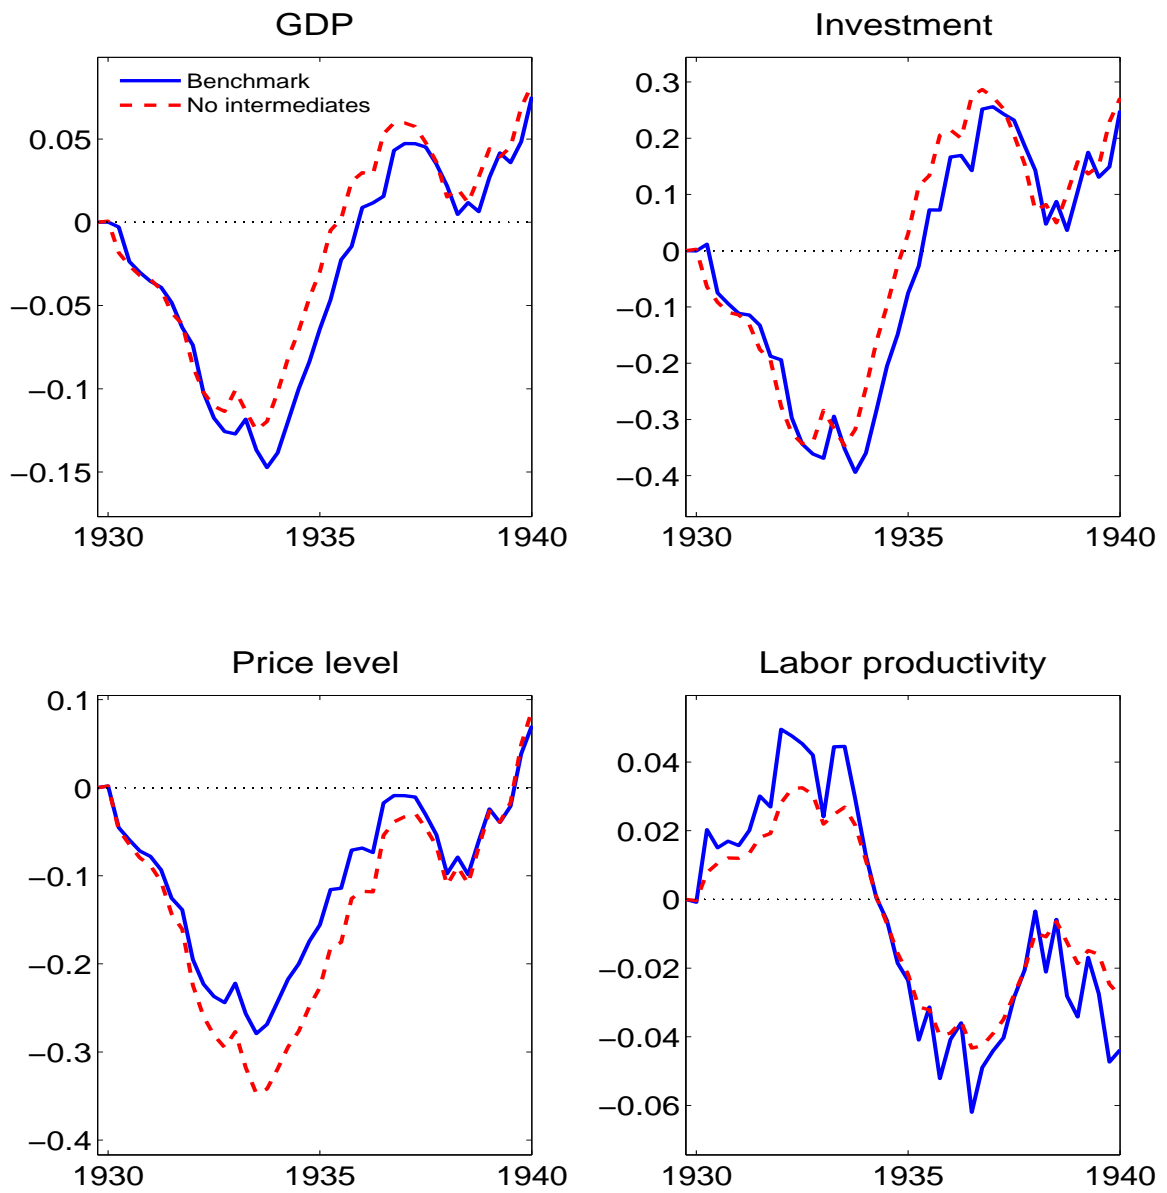 GDP
Benchmark
No intermediates
0.05
0
−0.05
−0.1
−0.15
1930 1935 1940
Investment
0.3
0.2
0.1
0
−0.1
−0.2
−0.3
−0.4
1930 1935 1940
Price level
0.1
0
−0.1
−0.2
−0.3
−0.4
1930 1935 1940
Labor productivity
0.04
0.02
0
−0.02
−0.04
−0.06
1930 1935 1940